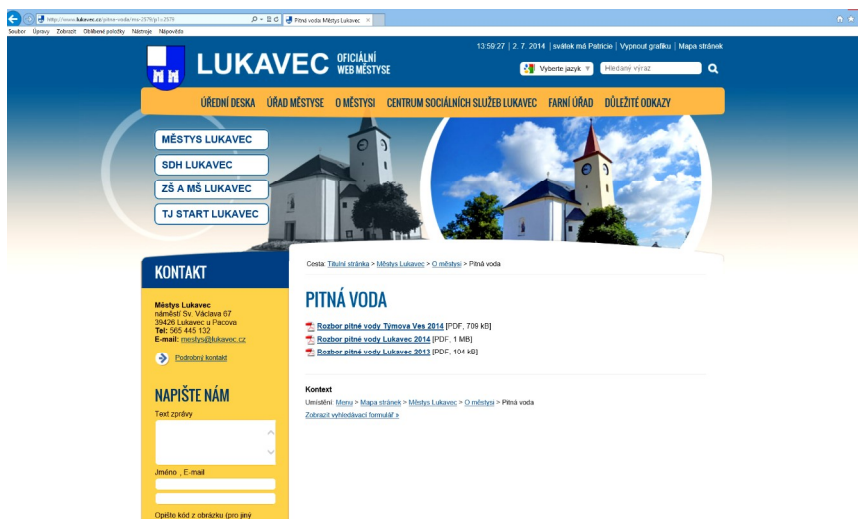 http://www.lukavec.cz/pitna-voda/ms-2579/p1=2579
Pitná voda: Městys Lukavec
Soubor Úpravy Zobrazit Oblíbené položky Nástroje Nápověda
13:59:27 | 2. 7. 2014 | svátek má Patricie | Vypnout grafiku | Mapa stránek
LUKAVEC OFICIÁLNÍ WEB MĚSTYSE
Vyberte jazyk ▼
Hledaný výraz
ÚŘEDNÍ DESKA ÚŘAD MĚSTYSE O MĚSTYSI CENTRUM SOCIÁLNÍCH SLUŽEB LUKAVEC FARNÍ ÚŘAD DŮLEŽITÉ ODKAZY
MĚSTYS LUKAVEC
SDH LUKAVEC
ZŠ A MŠ LUKAVEC
TJ START LUKAVEC
KONTAKT
Městys Lukavec
náměstí Sv. Václava 67
39426 Lukavec u Pacova
Tel: 565 445 132
E-mail: mestys@lukavec.cz
Podrobný kontakt
NAPIŠTE NÁM
Text zprávy
Jméno , E-mail
Opište kód z obrázku (pro jiný
Cesta: Titulní stránka > Městys Lukavec > O městysi > Pitná voda
PITNÁ VODA
Rozbor pitné vody Týmova Ves 2014 [PDF, 709 kB]
Rozbor pitné vody Lukavec 2014 [PDF, 1 MB]
Rozbor pitné vody Lukavec 2013 [PDF, 104 kB]
Kontext
Umístění: Menu > Mapa stránek > Městys Lukavec > O městysi > Pitná voda
Zobrazit vyhledávací formulář »